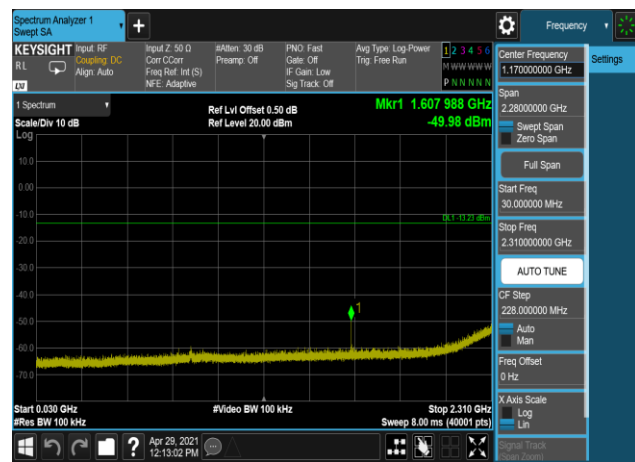 Spectrum Analyzer 1
Swept SA
Frequency
KEYSIGHT
RL
LXI
Input: RF
Coupling: DC
Align: Auto
Input Z: 50 Ω
Corr CCorr
Freq Ref: Int (S)
NFE: Adaptive
#Atten: 30 dB
Preamp: Off
PNO: Fast
Gate: Off
IF Gain: Low
Sig Track: Off
Avg Type: Log-Power
Trig: Free Run
1 2 3 4 5 6
M W W W W W
P N N N N N
Center Frequency
1.170000000 GHz
Settings
1 Spectrum
Scale/Div 10 dB
Log
Ref Lvl Offset 0.50 dB
Ref Level 20.00 dBm
Mkr1 1.607 988 GHz
-49.98 dBm
Span
2.28000000 GHz
Swept Span
Zero Span
Full Span
Start Freq
30.000000 MHz
Stop Freq
2.310000000 GHz
AUTO TUNE
CF Step
228.000000 MHz
Auto
Man
Freq Offset
0 Hz
X Axis Scale
Log
Lin
Signal Track
(Span Zoom)
10.0
0.00
-10.0
DL1 -13.23 dBm
-20.0
-30.0
-40.0
1
-50.0
-60.0
-70.0
Start 0.030 GHz
#Res BW 100 kHz
#Video BW 100 kHz
Stop 2.310 GHz
Sweep 8.00 ms (40001 pts)
?
Apr 29, 2021
12:13:02 PM